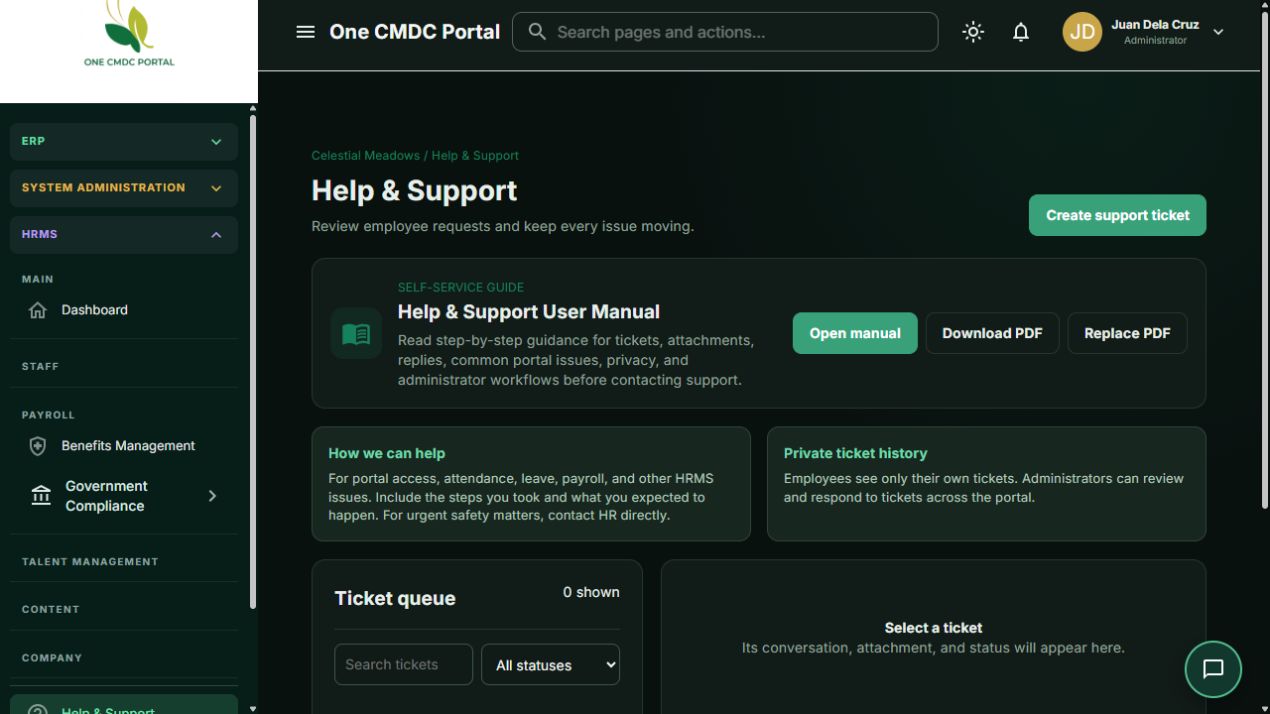 ONE CMDC PORTAL
One CMDC Portal
Search pages and actions...
JD
Juan Dela Cruz
Administrator
ERP
SYSTEM ADMINISTRATION
HRMS
MAIN
Dashboard
STAFF
PAYROLL
Benefits Management
Government
Compliance
TALENT MANAGEMENT
CONTENT
COMPANY
Help & Support
Celestial Meadows / Help & Support
Help & Support
Review employee requests and keep every issue moving.
Create support ticket
SELF-SERVICE GUIDE
Help & Support User Manual
Read step-by-step guidance for tickets, attachments,
replies, common portal issues, privacy, and
administrator workflows before contacting support.
Open manual
Download PDF
Replace PDF
How we can help
For portal access, attendance, leave, payroll, and other HRMS
issues. Include the steps you took and what you expected to
happen. For urgent safety matters, contact HR directly.
Private ticket history
Employees see only their own tickets. Administrators can review
and respond to tickets across the portal.
Ticket queue
0 shown
Search tickets
All statuses
Select a ticket
Its conversation, attachment, and status will appear here.